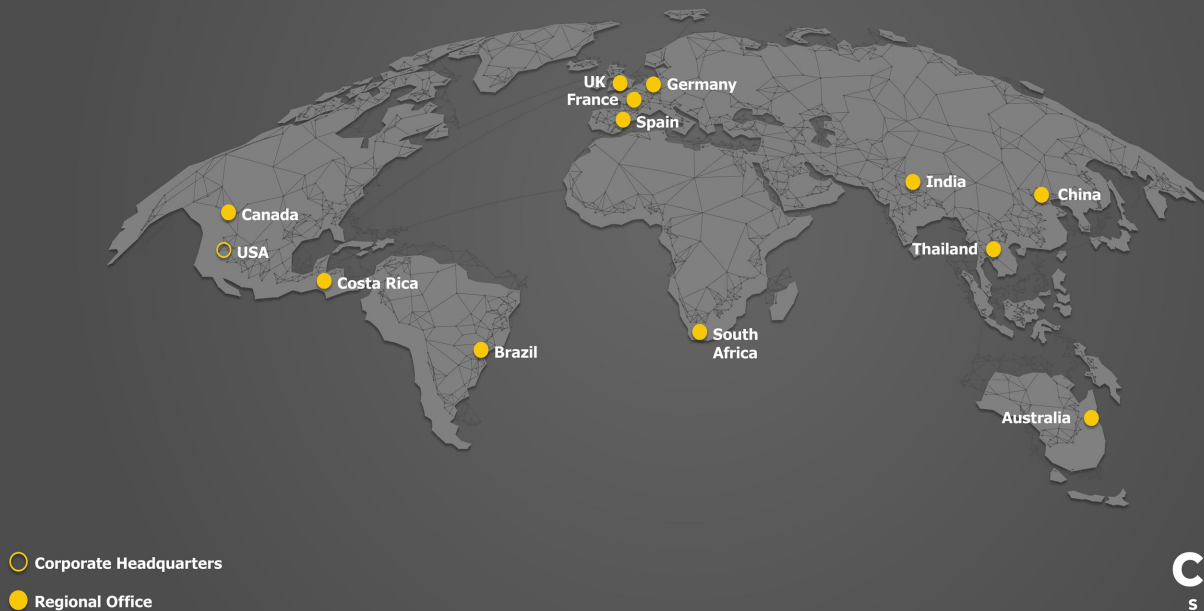 UK
Germany
France
Spain
India
China
Canada
USA
Thailand
Costa Rica
South
Africa
Brazil
Australia
Corporate Headquarters
Regional Office
C
S